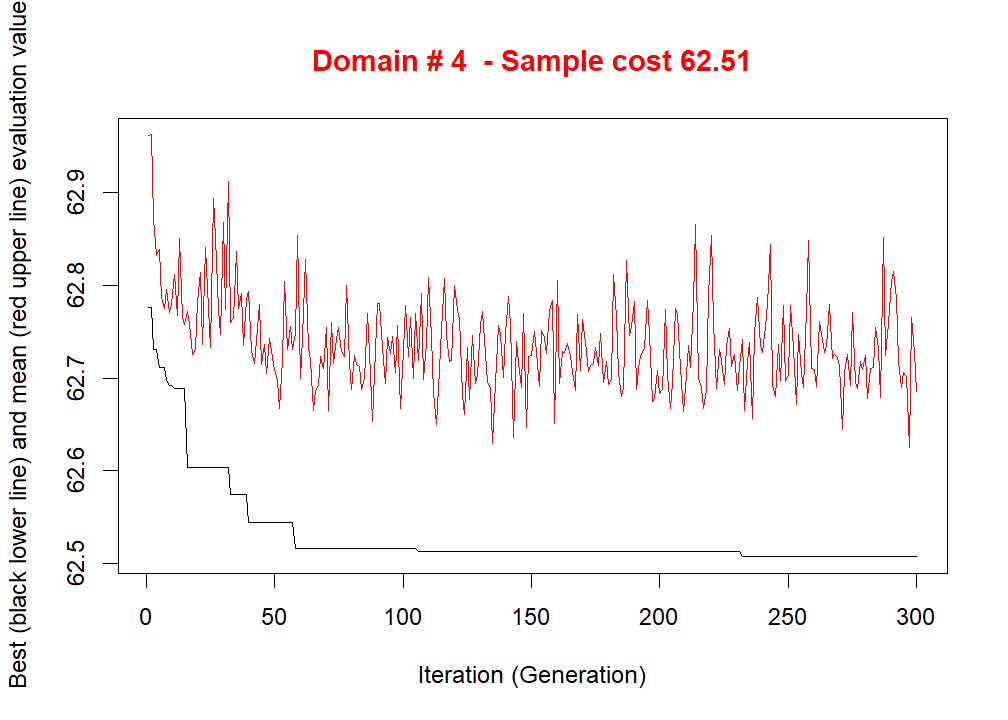 Domain # 4  - Sample cost 62.51
Best (black lower line) and mean (red upper line) evaluation value
62.9
62.8
62.7
62.6
62.5
0 50 100 150 200 250 300
Iteration (Generation)